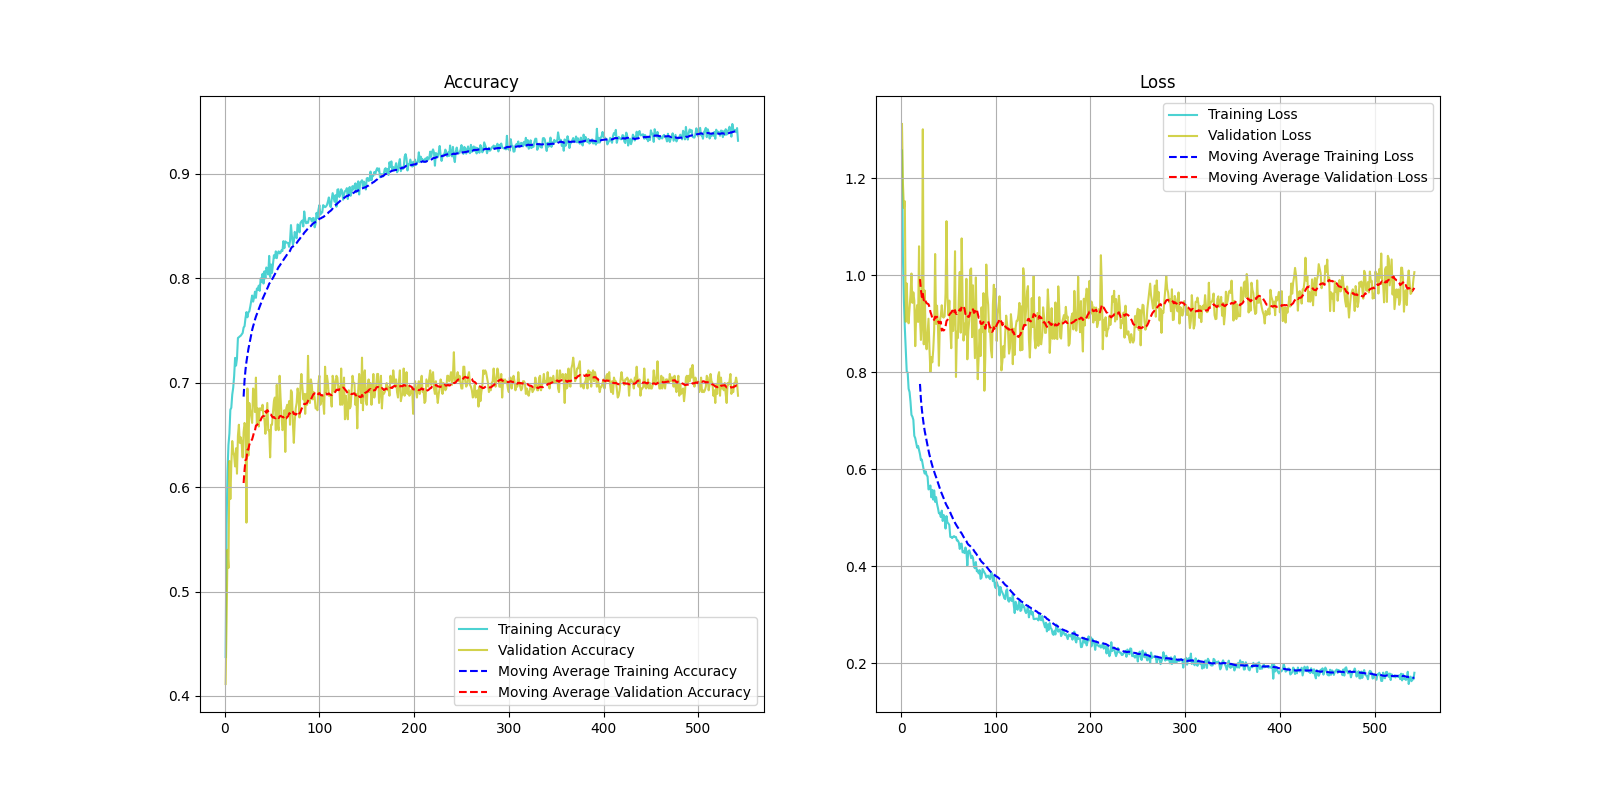 Accuracy
0.9
0.8
0.7
0.6
0.5
0.4
0
100
200
300
400
500
Training Accuracy
Validation Accuracy
Moving Average Training Accuracy
Moving Average Validation Accuracy
Loss
1.2
1.0
0.8
0.6
0.4
0.2
0
100
200
300
400
500
Training Loss
Validation Loss
Moving Average Training Loss
Moving Average Validation Loss